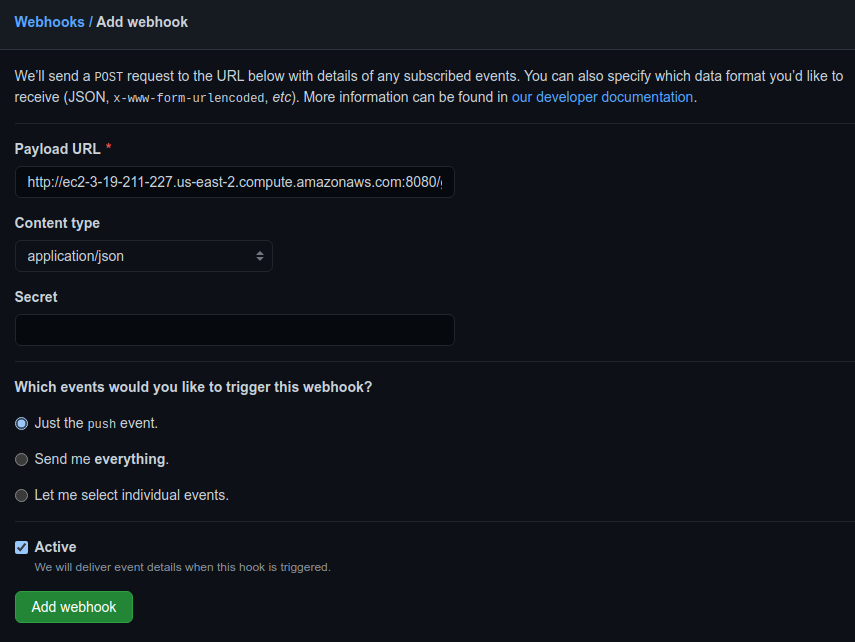 Webhooks / Add webhook
We'll send a POST request to the URL below with details of any subscribed events. You can also specify which data format you'd like to
receive (JSON, x-www-form-urlencoded, etc). More information can be found in our developer documentation.
Payload URL *
http://ec2-3-19-211-227.us-east-2.compute.amazonaws.com:8080/
Content type
application/json
Secret
Which events would you like to trigger this webhook?
Just the push event.
Send me everything.
Let me select individual events.
Active
We will deliver event details when this hook is triggered.
Add webhook